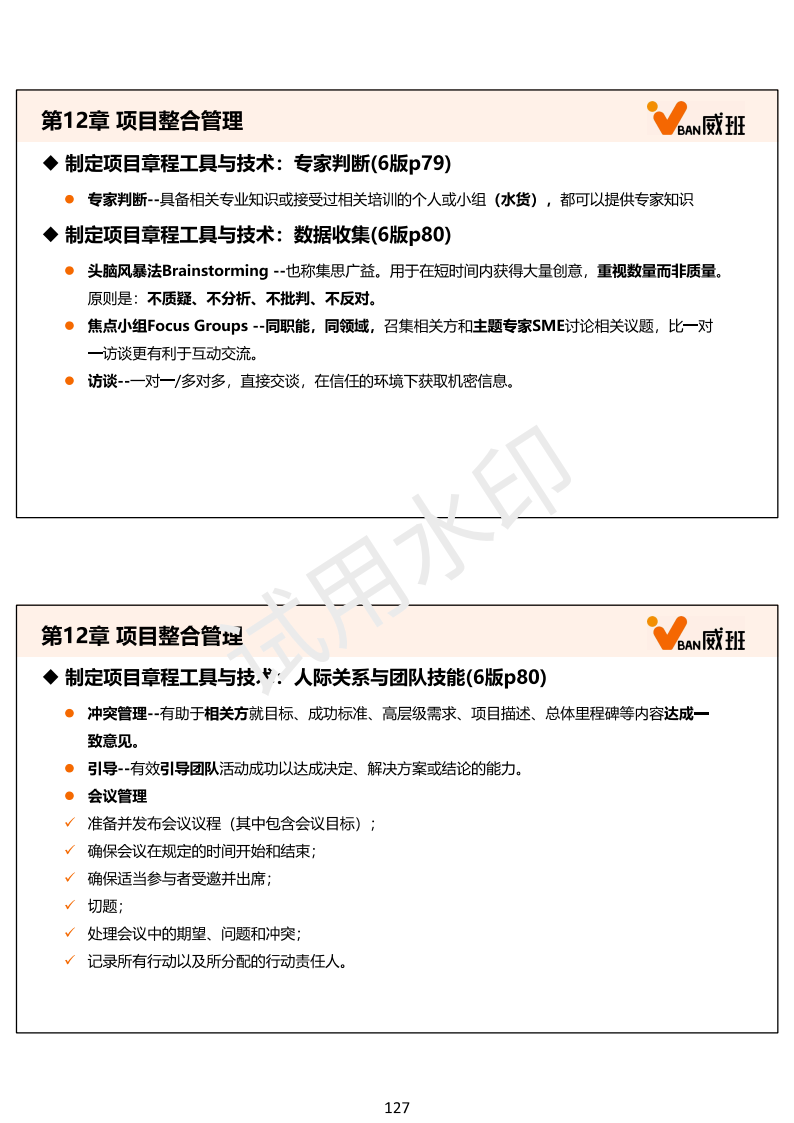 第12章 项目整合管理
VBAN威班
◆ 制定项目章程工具与技术：专家判断(6版p79)
● 专家判断--具备相关专业知识或接受过相关培训的个人或小组（水货），都可以提供专家知识
◆ 制定项目章程工具与技术：数据收集(6版p80)
● 头脑风暴法Brainstorming --也称集思广益。用于在短时间内获得大量创意，重视数量而非质量。
原则是：不质疑、不分析、不批判、不反对。
● 焦点小组Focus Groups --同职能，同领域，召集相关方和主题专家SME讨论相关议题，比一对
一访谈更有利于互动交流。
● 访谈--一对一/多对多，直接交谈，在信任的环境下获取机密信息。
试用水印
第12章 项目整合管理
VBAN威班
◆ 制定项目章程工具与技术：人际关系与团队技能(6版p80)
● 冲突管理--有助于相关方就目标、成功标准、高层级需求、项目描述、总体里程碑等内容达成一
致意见。
● 引导--有效引导团队活动成功以达成决定、解决方案或结论的能力。
● 会议管理
✓ 准备并发布会议议程（其中包含会议目标）；
✓ 确保会议在规定的时间开始和结束；
✓ 确保适当参与者受邀并出席；
✓ 切题；
✓ 处理会议中的期望、问题和冲突；
✓ 记录所有行动以及所分配的行动责任人。
127